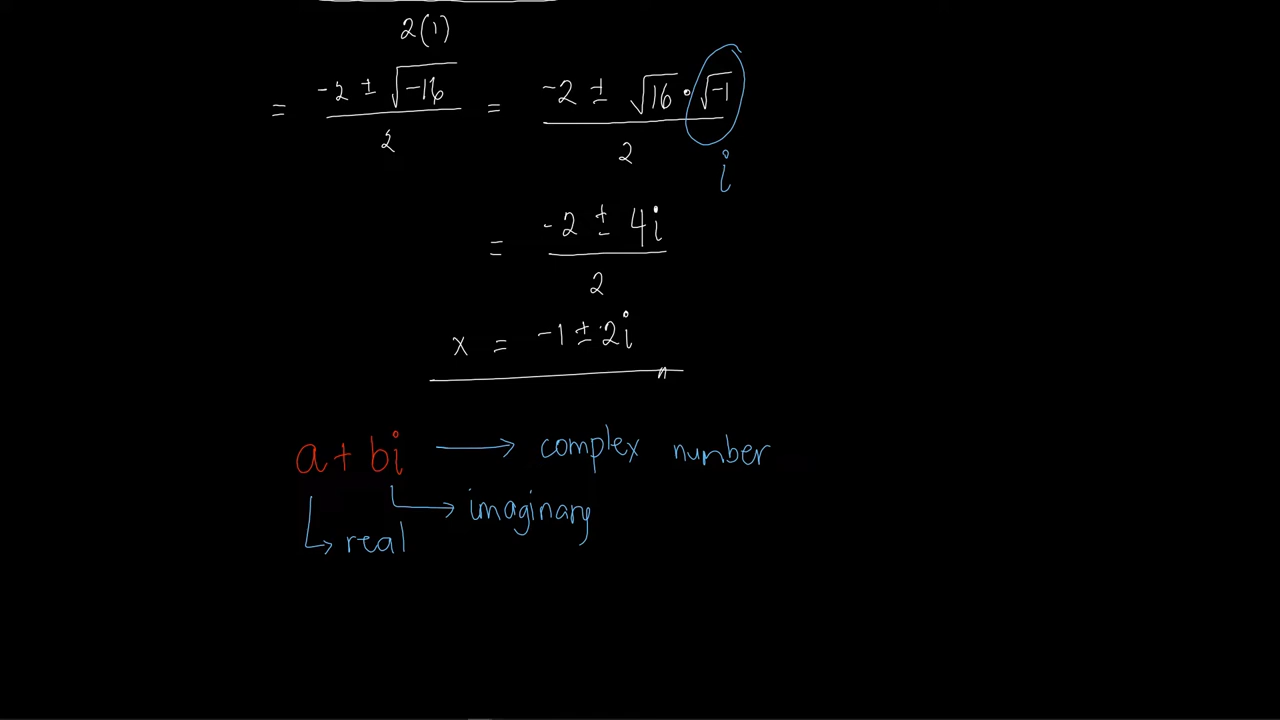 2(1)
= (-2 ± √-16)/2 = (-2 ± √16 · √-1)/2
i
= (-2 ± 4i)/2
x = -1 ± 2i
a + bi → complex number
imaginary
real